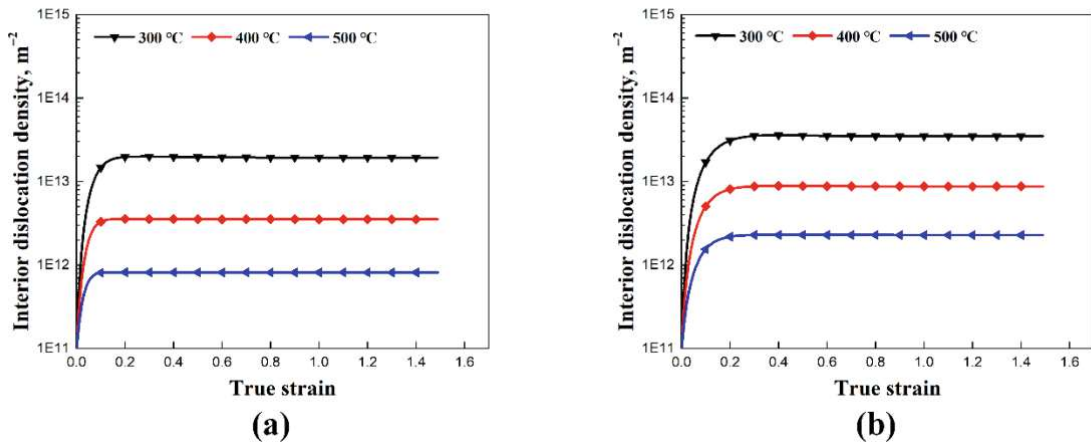 1E15
300 °C 400 °C 500 °C
1E14
1E13
1E12
1E11
Interior dislocation density, m⁻²
0.0 0.2 0.4 0.6 0.8 1.0 1.2 1.4 1.6
True strain
(a)
1E15
300 °C 400 °C 500 °C
1E14
1E13
1E12
1E11
Interior dislocation density, m⁻²
0.0 0.2 0.4 0.6 0.8 1.0 1.2 1.4 1.6
True strain
(b)